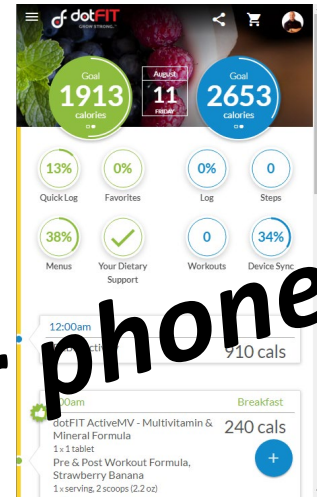 dotFIT
GROW STRONG.
Goal
1913
calories
August
11
FRIDAY
Goal
2653
calories
13%
0%
0%
0
Quick Log
Favorites
Log
Steps
38%
0
34%
Menus
Your Dietary
Support
Workouts
Device Sync
12:00am
910 cals
phone
Breakfast
dotFIT ActiveMV - Multivitamin &
Mineral Formula
240 cals
1 x 1 tablet
Pre & Post Workout Formula,
Strawberry Banana
1 x serving, 2 scoops (2.2 oz)
+